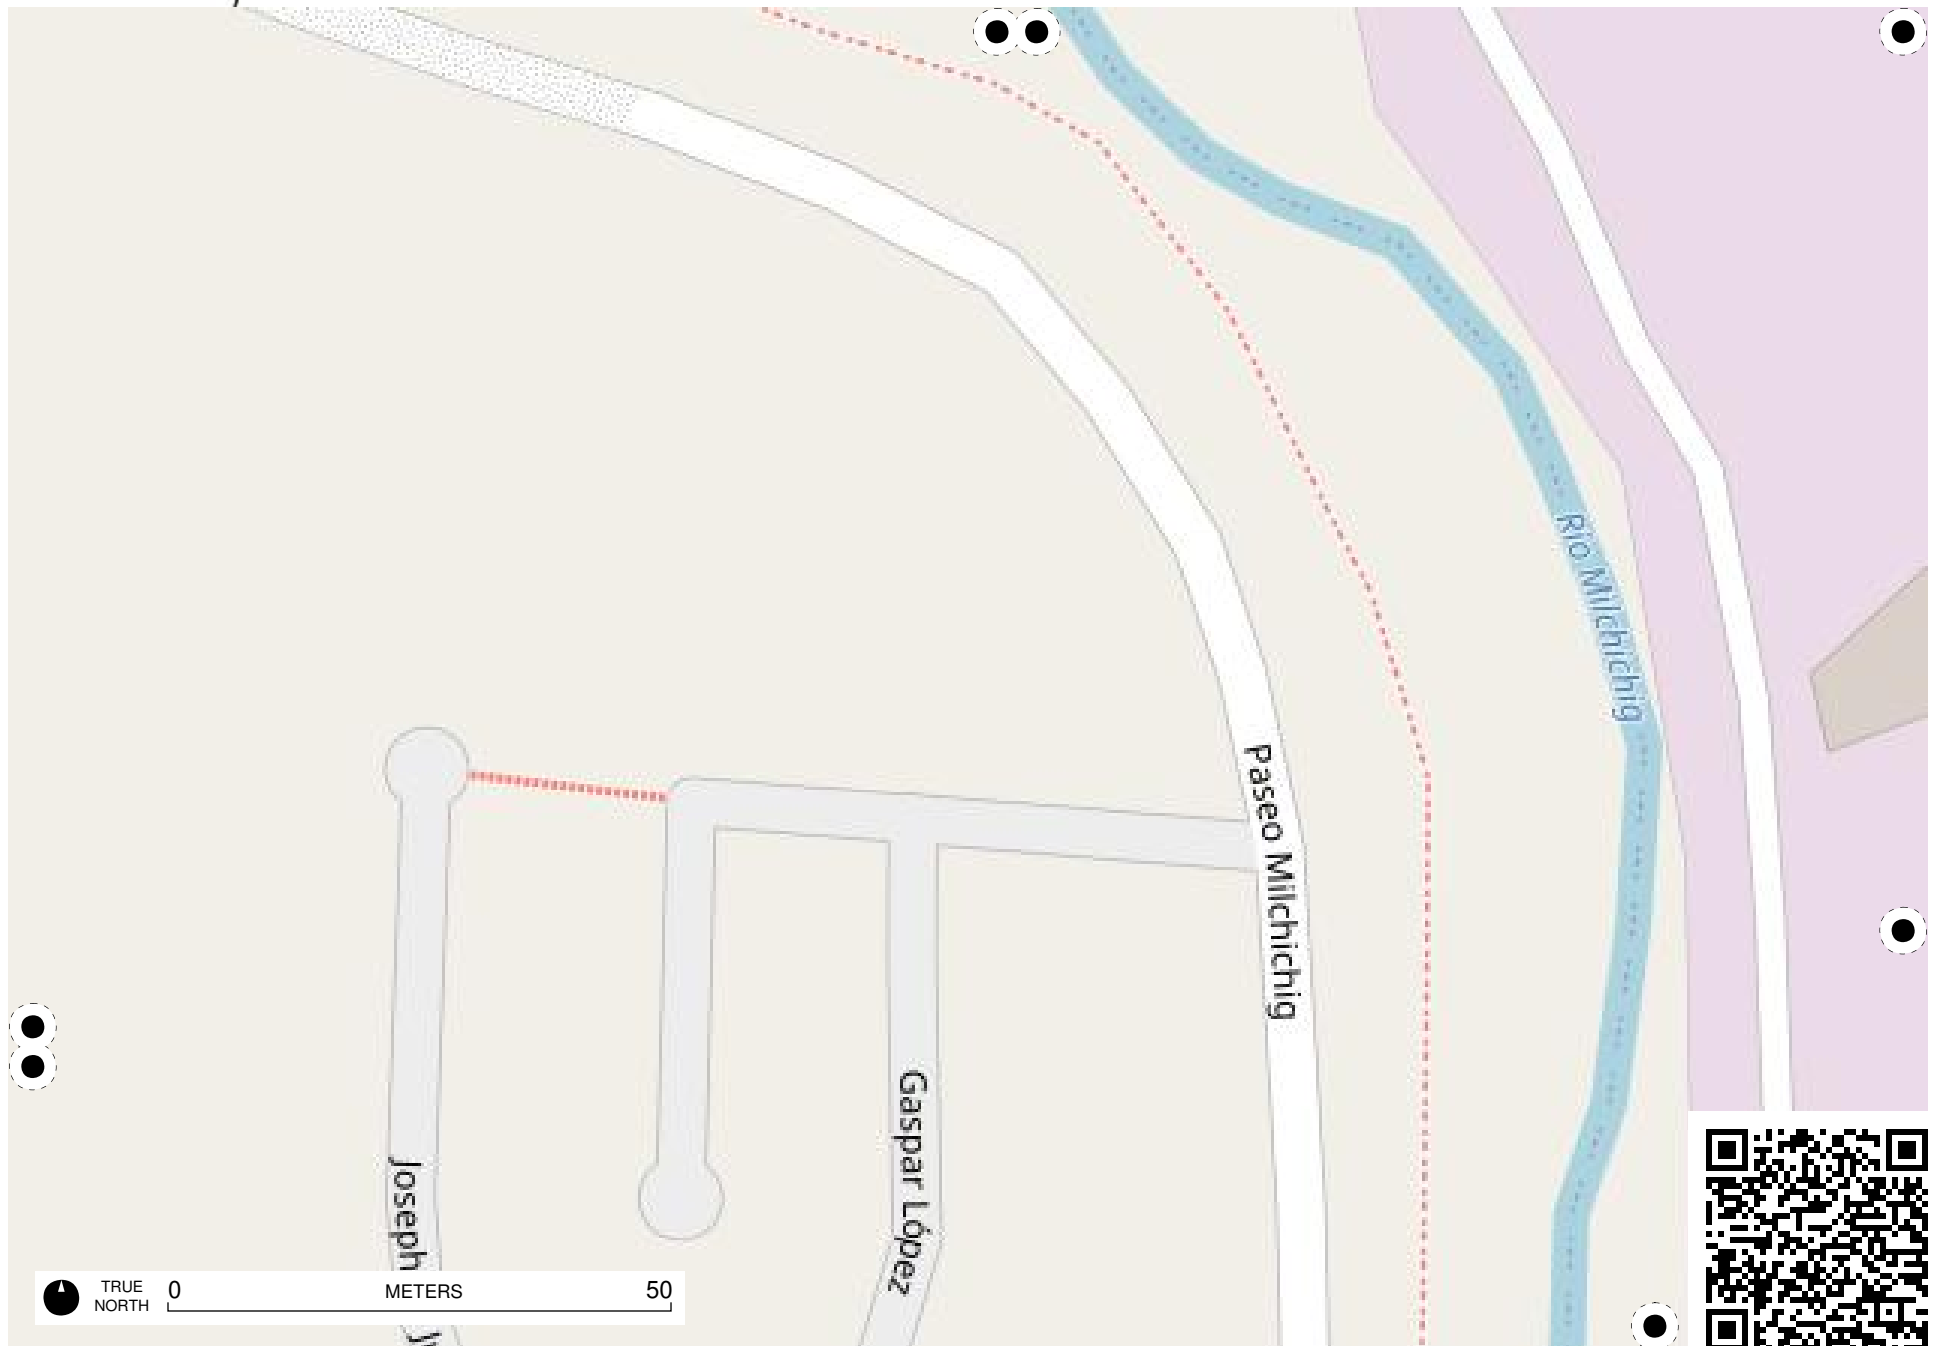 Río Milchichig
Paseo Milchichig
Gaspar López
Joseph
TRUE
NORTH
0
METERS
50